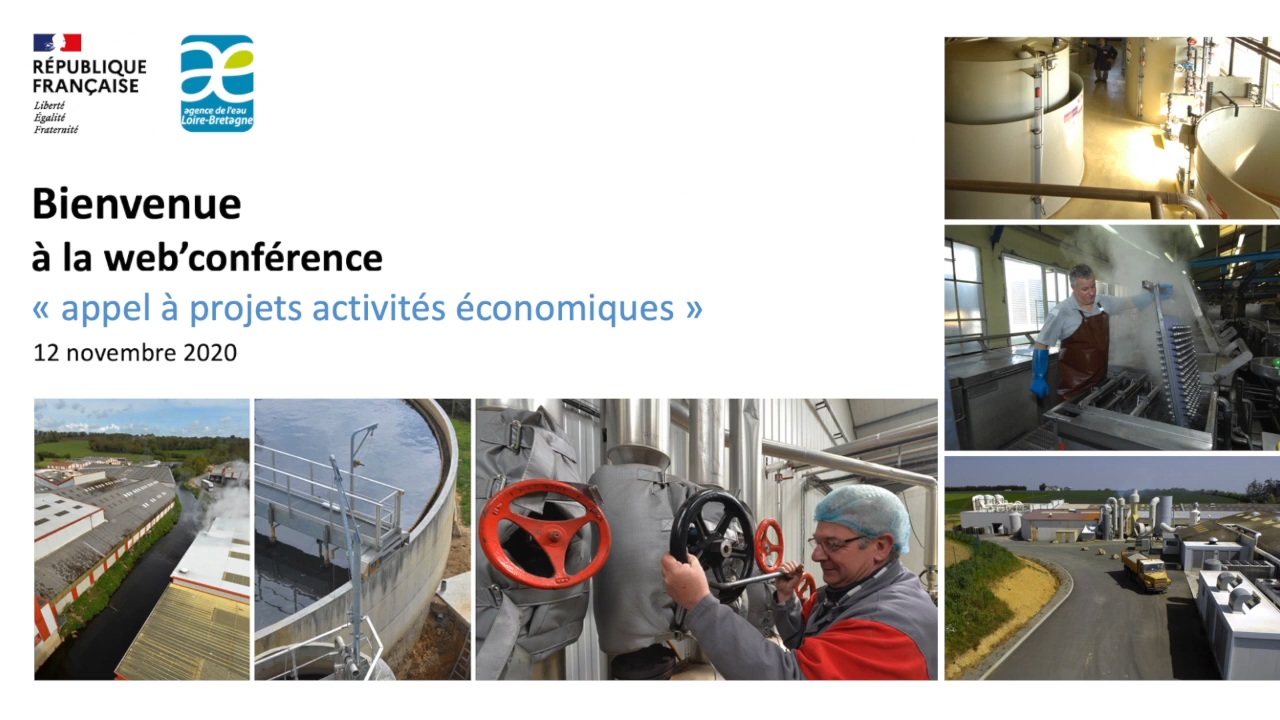 RÉPUBLIQUE
FRANÇAISE
Liberté
Égalité
Fraternité
agence de l'eau
Loire-Bretagne
Bienvenue
à la web’conférence
« appel à projets activités économiques »
12 novembre 2020